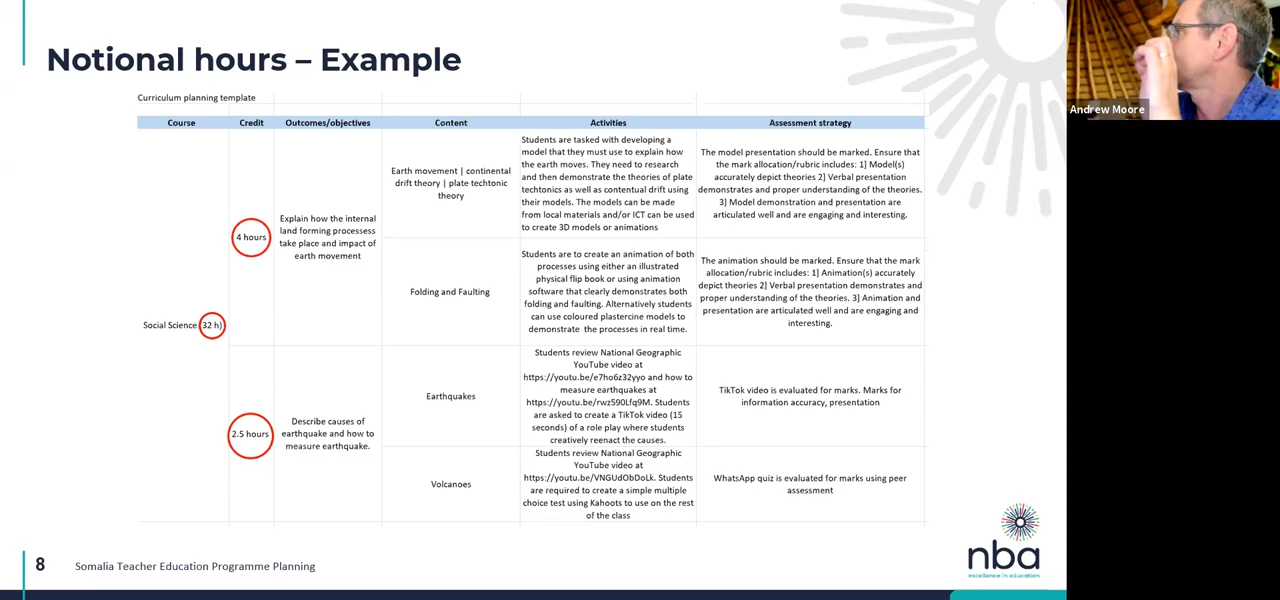 Notional hours – Example
Andrew Moore
Curriculum planning template
Course
Credit
Outcomes/objectives
Content
Activities
Assessment strategy
Social Science (32 h)
4 hours
Explain how the internal
land forming processess
take place and impact of
earth movement
Earth movement | continental
drift theory | plate techtonic
theory
Students are tasked with developing a
model that they must use to explain how
the earth moves. They need to research
and then demonstrate the theories of plate
techtonics as well as contentual drift using
their models. The models can be made
from local materials and/or ICT can be used
to create 3D models or animations
The model presentation should be marked. Ensure that
the mark allocation/rubric includes: 1] Model(s)
accurately depict theories 2] Verbal presentation
demonstrates and proper understanding of the theories.
3] Model demonstration and presentation are
articulated well and are engaging and interesting.
Folding and Faulting
Students are to create an animation of both
processes using either an illustrated
physical flip book or using animation
software that clearly demonstrates both
folding and faulting. Alternatively students
can use coloured plastercine models to
demonstrate the processes in real time.
The animation should be marked. Ensure that the mark
allocation/rubric includes: 1] Animation(s) accurately
depict theories 2] Verbal presentation demonstrates and
proper understanding of the theories. 3] Animation and
presentation are articulated well and are engaging and
interesting.
2.5 hours
Describe causes of
earthquake and how to
measure earthquake.
Earthquakes
Students review National Geographic
YouTube video at
https://youtu.be/e7ho6z32yyo and how to
measure earthquakes at
https://youtu.be/rwz590Lfq9M. Students
are asked to create a TikTok video (15
seconds) of a role play where students
creatively reenact the causes.
TikTok video is evaluated for marks. Marks for
information accuracy, presentation
Volcanoes
Students review National Geographic
YouTube video at
https://youtu.be/VNGUdObDoLk. Students
are required to create a simple multiple
choice test using Kahoots to use on the rest
of the class
WhatsApp quiz is evaluated for marks using peer
assessment
8
Somalia Teacher Education Programme Planning
nba
excellence in education